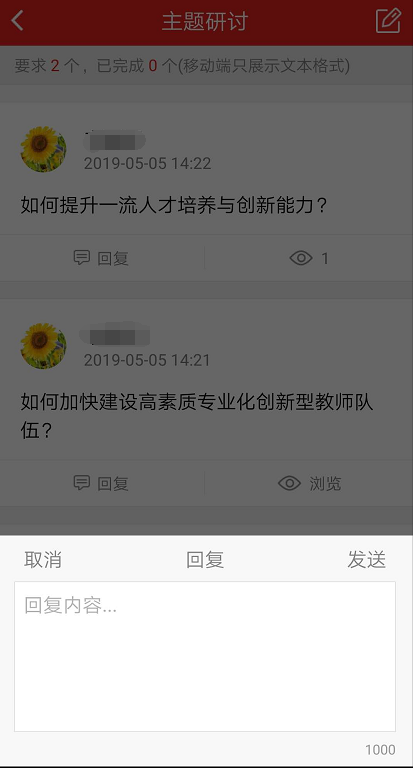 主题研讨
要求 2 个，已完成 0 个(移动端只展示文本格式)
2019-05-05 14:22
如何提升一流人才培养与创新能力？
回复 1
2019-05-05 14:21
如何加快建设高素质专业化创新型教师队
伍？
回复 浏览
取消 回复 发送
回复内容...
1000